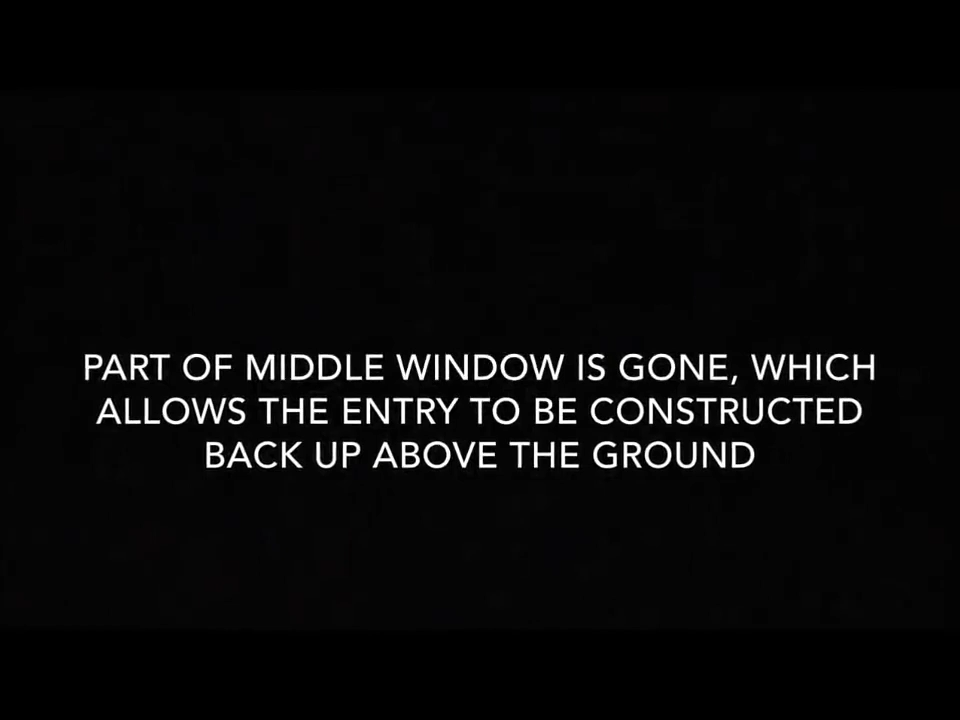 PART OF MIDDLE WINDOW IS GONE, WHICH
ALLOWS THE ENTRY TO BE CONSTRUCTED
BACK UP ABOVE THE GROUND